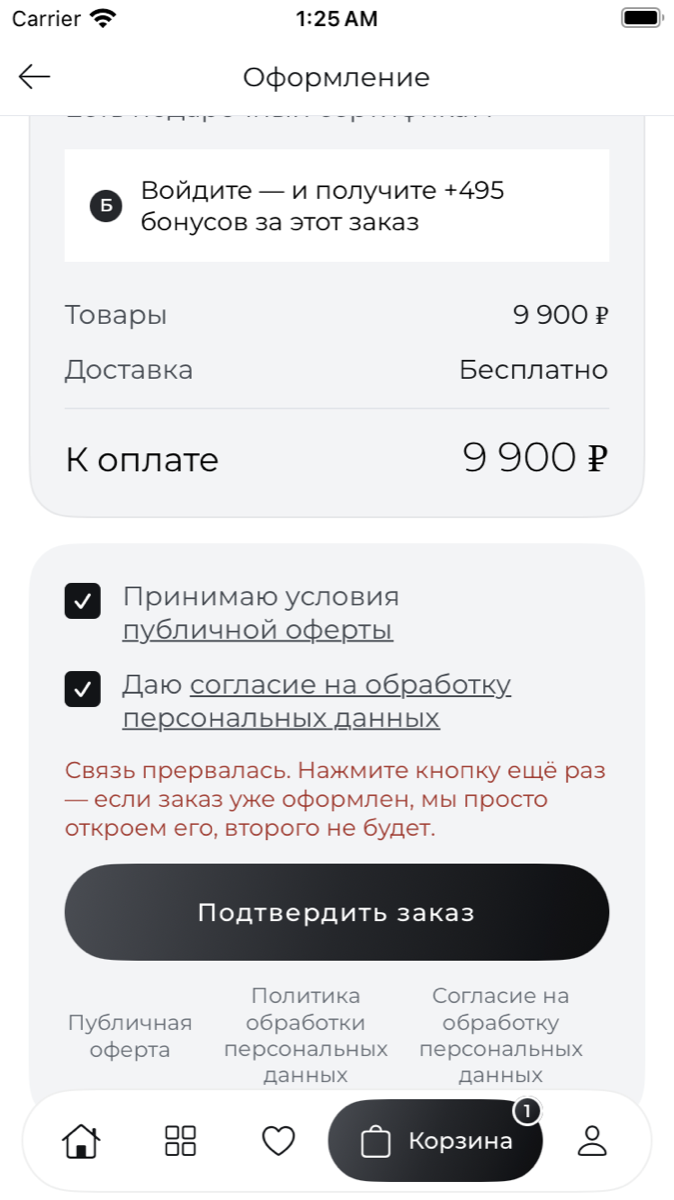 Carrier
1:25 AM
Оформление
Есть подарочный сертификат?
Б
Войдите — и получите +495
бонусов за этот заказ
Товары
9 900 ₽
Доставка
Бесплатно
К оплате
9 900 ₽
Принимаю условия
публичной оферты
Даю согласие на обработку
персональных данных
Связь прервалась. Нажмите кнопку ещё раз
— если заказ уже оформлен, мы просто
откроем его, второго не будет.
Подтвердить заказ
Публичная
оферта
Политика
обработки
персональных
данных
Согласие на
обработку
персональных
данных
1
Корзина